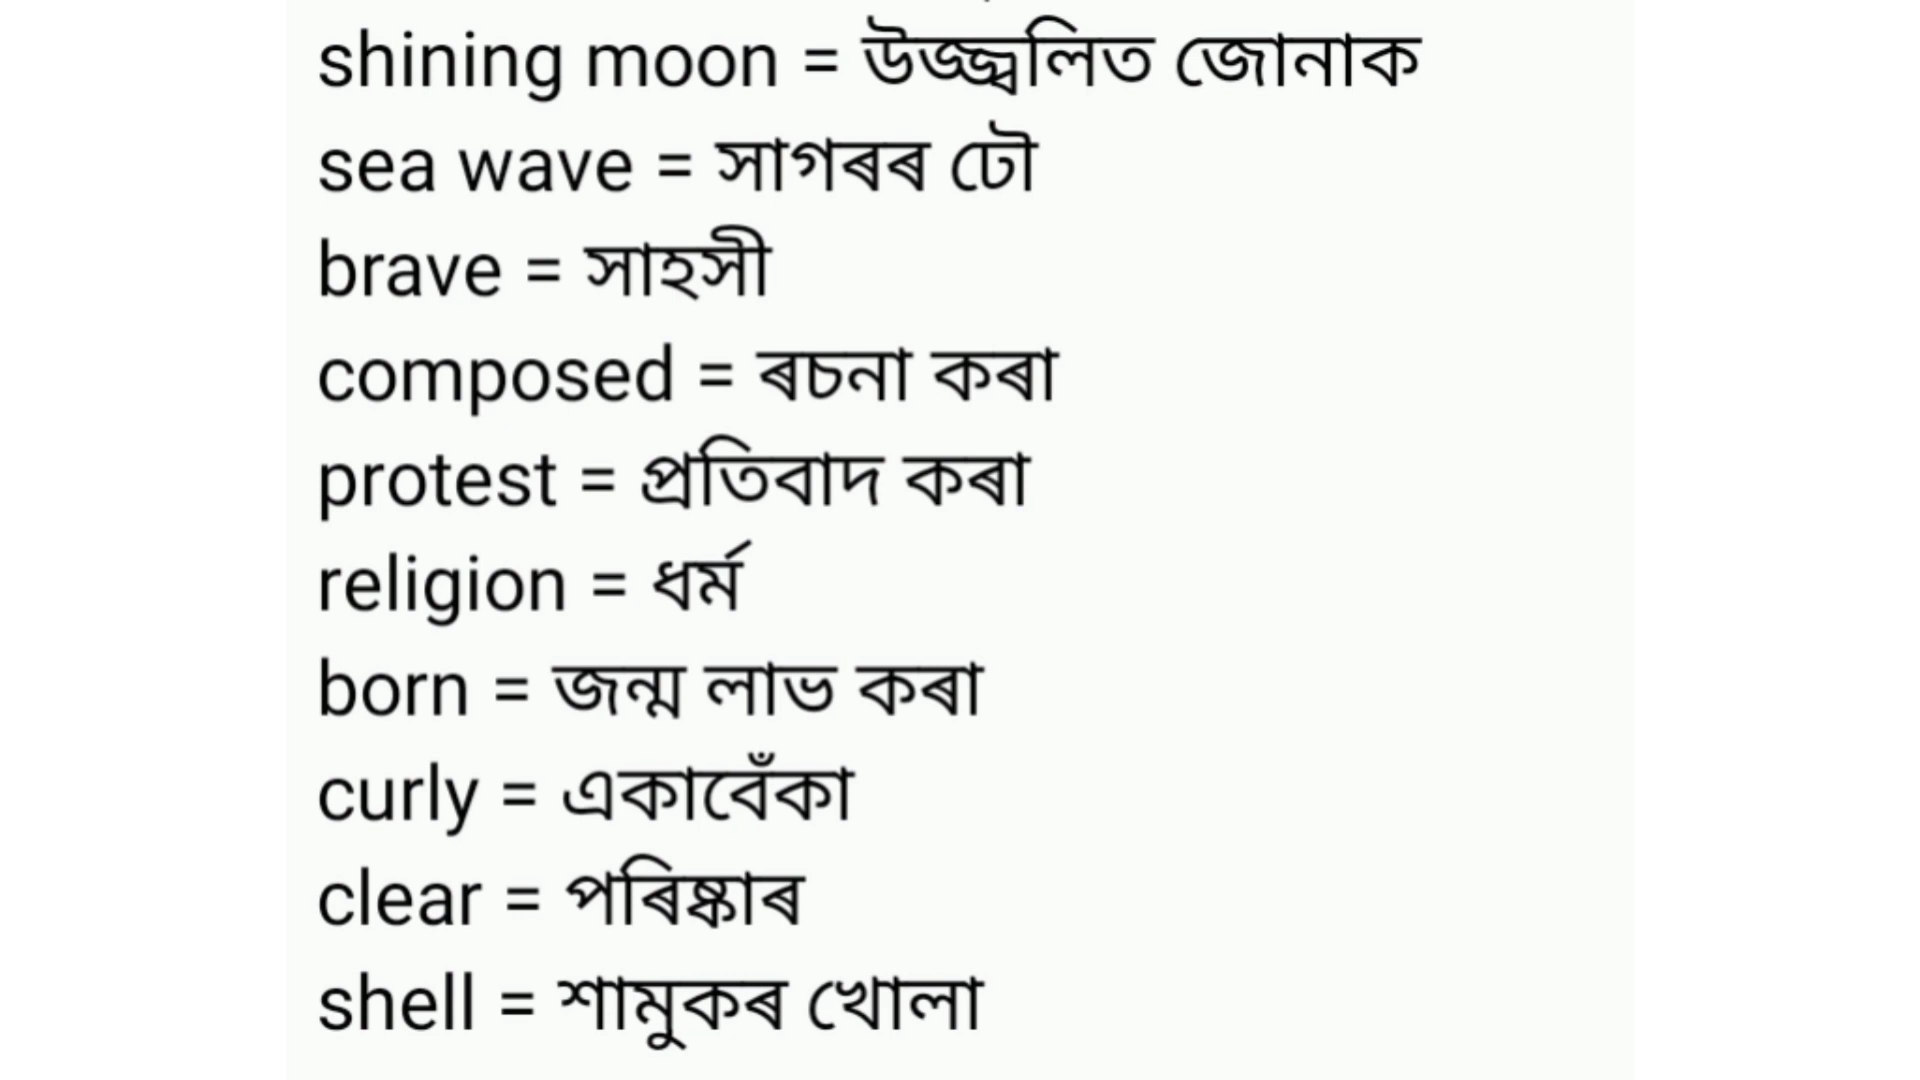 shining moon = উজ্জ্বলিত জোনাক
sea wave = সাগৰৰ ঢৌ
brave = সাহসী
composed = ৰচনা কৰা
protest = প্ৰতিবাদ কৰা
religion = ধৰ্ম
born = জন্ম লাভ কৰা
curly = একাবেঁকা
clear = পৰিষ্কাৰ
shell = শামুকৰ খোলা